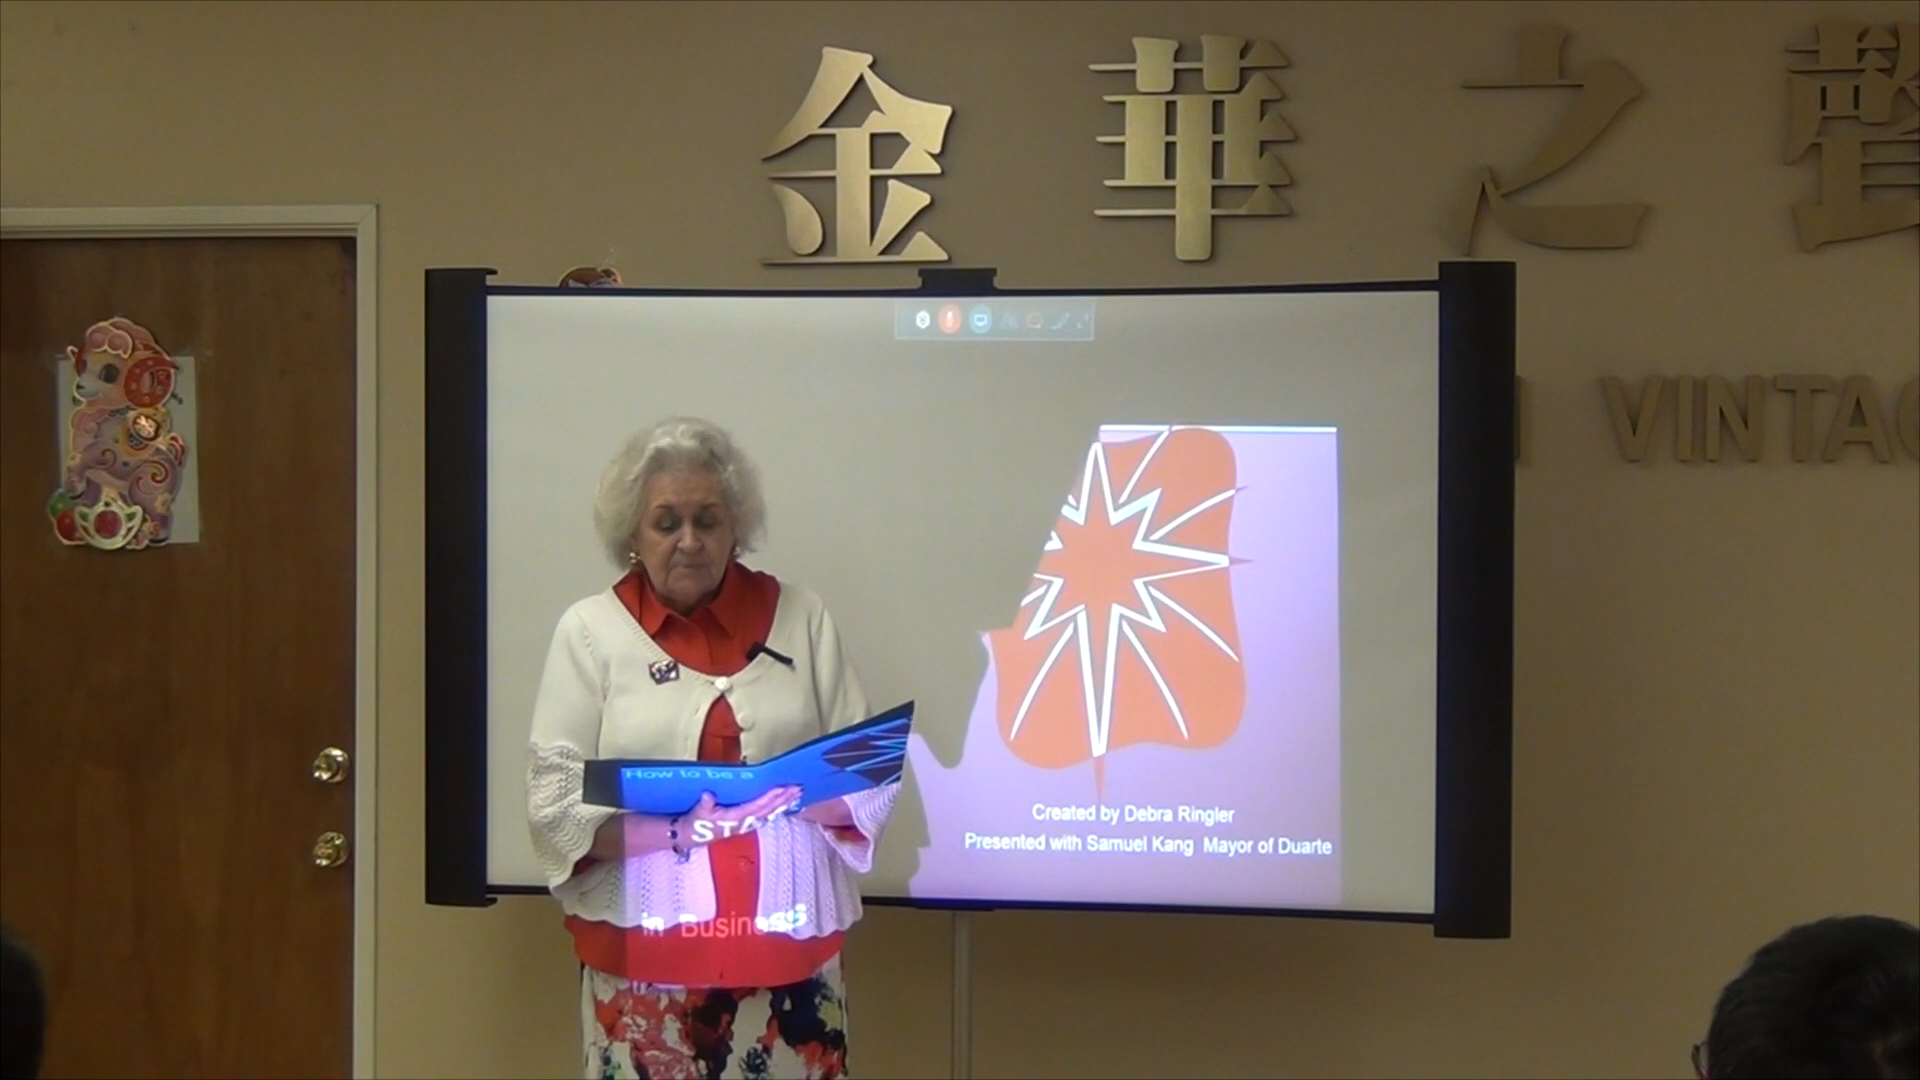 金華之聲
VINTAG
How to be a
STAR
in Business
Created by Debra Ringler
Presented with Samuel Kang Mayor of Duarte